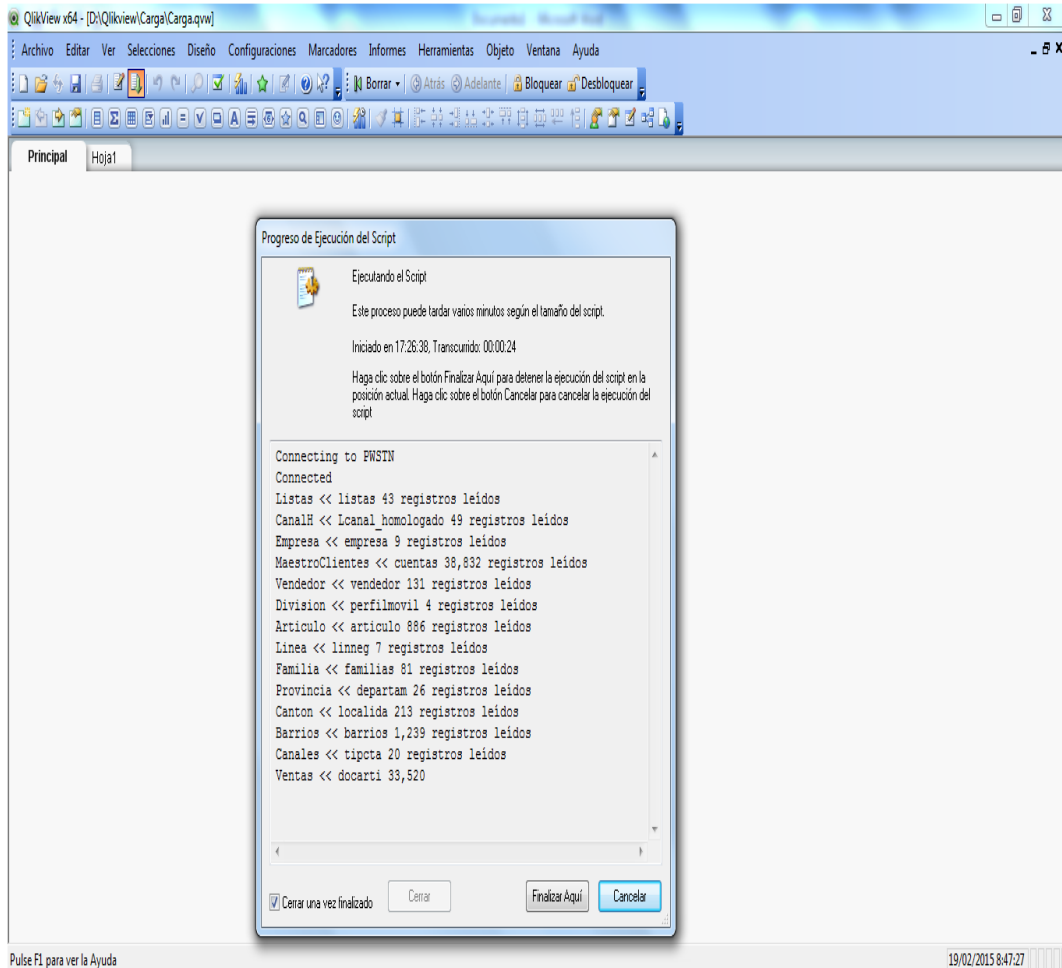 QlikView x64 - [D:\Qlikview\Carga\Carga.qvw]
Archivo Editar Ver Selecciones Diseño Configuraciones Marcadores Informes Herramientas Objeto Ventana Ayuda
Borrar Atrás Adelante Bloquear Desbloquear
Principal Hoja1
Progreso de Ejecución del Script
Ejecutando el Script
Este proceso puede tardar varios minutos según el tamaño del script.
Iniciado en 17:26:38, Transcurrido: 00:00:24
Haga clic sobre el botón Finalizar Aquí para detener la ejecución del script en la
posición actual. Haga clic sobre el botón Cancelar para cancelar la ejecución del
script
Connecting to PWSTN
Connected
Listas << listas 43 registros leídos
CanalH << Lcanal_homologado 49 registros leídos
Empresa << empresa 9 registros leídos
MaestroClientes << cuentas 38,832 registros leídos
Vendedor << vendedor 131 registros leídos
Division << perfilmovil 4 registros leídos
Articulo << articulo 886 registros leídos
Linea << linneg 7 registros leídos
Familia << familias 81 registros leídos
Provincia << departam 26 registros leídos
Canton << localida 213 registros leídos
Barrios << barrios 1,239 registros leídos
Canales << tipcta 20 registros leídos
Ventas << docarti 33,520
Cerrar una vez finalizado Cerrar Finalizar Aquí Cancelar
Pulse F1 para ver la Ayuda 19/02/2015 8:47:27